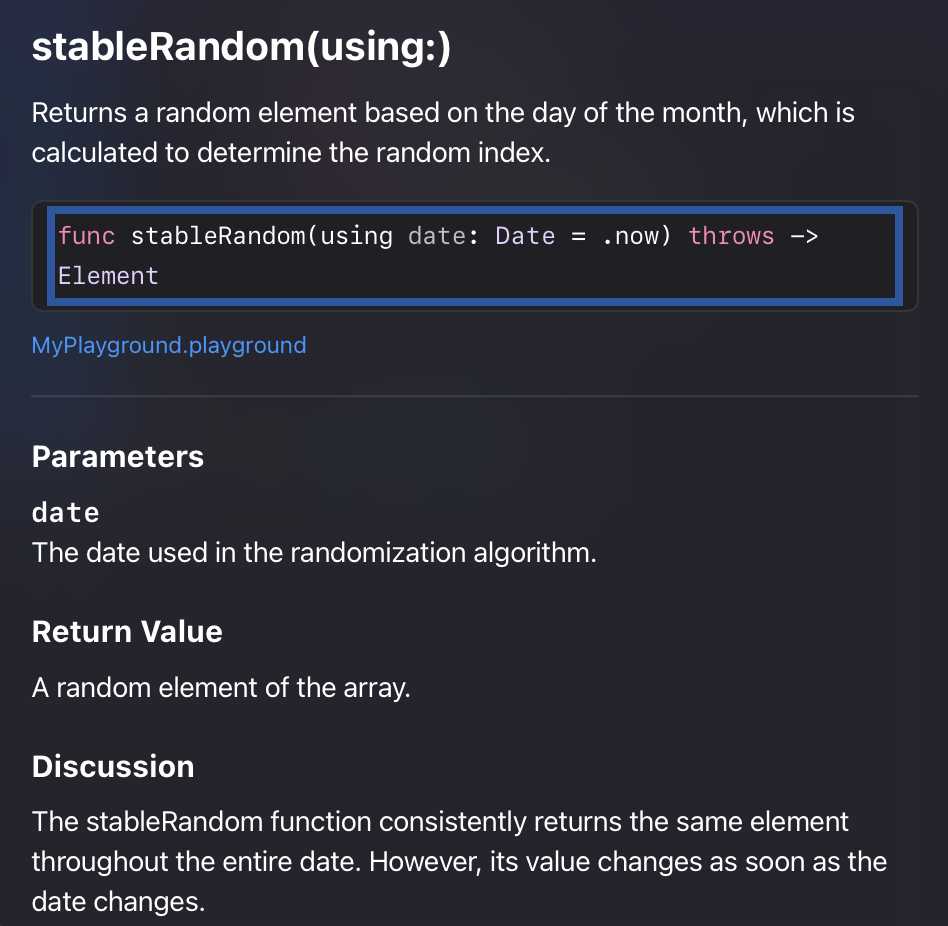 stableRandom(using:)
Returns a random element based on the day of the month, which is
calculated to determine the random index.
func stableRandom(using date: Date = .now) throws ->
Element
MyPlayground.playground
Parameters
date
The date used in the randomization algorithm.
Return Value
A random element of the array.
Discussion
The stableRandom function consistently returns the same element
throughout the entire date. However, its value changes as soon as the
date changes.